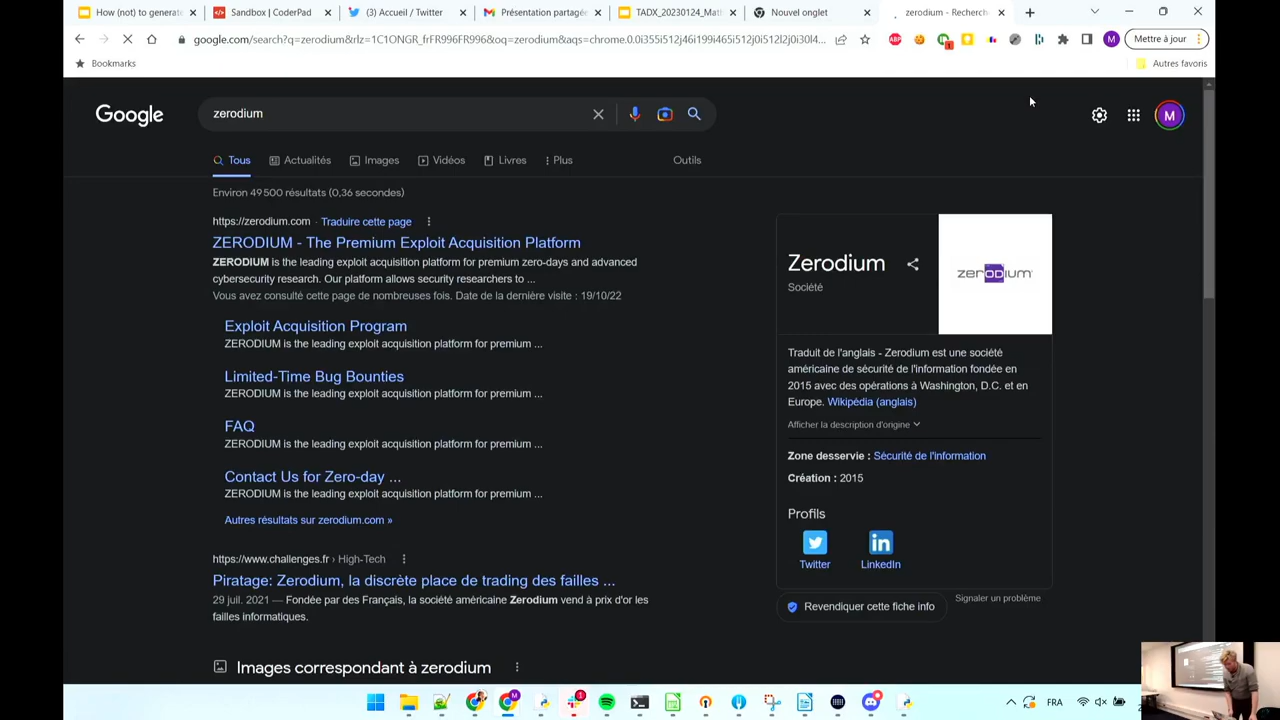 How (not) to generate
Sandbox | CoderPad
(3) Accueil / Twitter
Présentation partagée
TADX_20230124_Mat
Nouvel onglet
zerodium - Recherch
google.com/search?q=zerodium&rlz=1C1ONGR_frFR996FR996&oq=zerodium&aqs=chrome.0.0i355i512j46i199i465i512j0i512l2j0i30l4...
Mettre à jour
Bookmarks
Autres favoris
Google
zerodium
M
Tous
Actualités
Images
Vidéos
Livres
Plus
Outils
Environ 49 500 résultats (0,36 secondes)
https://zerodium.com · Traduire cette page
ZERODIUM - The Premium Exploit Acquisition Platform
ZERODIUM is the leading exploit acquisition platform for premium zero-days and advanced
cybersecurity research. Our platform allows security researchers to ...
Vous avez consulté cette page de nombreuses fois. Date de la dernière visite : 19/10/22
Exploit Acquisition Program
ZERODIUM is the leading exploit acquisition platform for premium ...
Limited-Time Bug Bounties
ZERODIUM is the leading exploit acquisition platform for premium ...
FAQ
ZERODIUM is the leading exploit acquisition platform for premium ...
Contact Us for Zero-day ...
ZERODIUM is the leading exploit acquisition platform for premium ...
Autres résultats sur zerodium.com »
https://www.challenges.fr › High-Tech
Piratage: Zerodium, la discrète place de trading des failles ...
29 juil. 2021 — Fondée par des Français, la société américaine Zerodium vend à prix d'or les
failles informatiques.
Images correspondant à zerodium
Zerodium
Société
zerodium
Traduit de l'anglais - Zerodium est une société
américaine de sécurité de l'information fondée en
2015 avec des opérations à Washington, D.C. et en
Europe. Wikipédia (anglais)
Afficher la description d'origine
Zone desservie : Sécurité de l'information
Création : 2015
Profils
Twitter
LinkedIn
Revendiquer cette fiche info
Signaler un problème
FRA